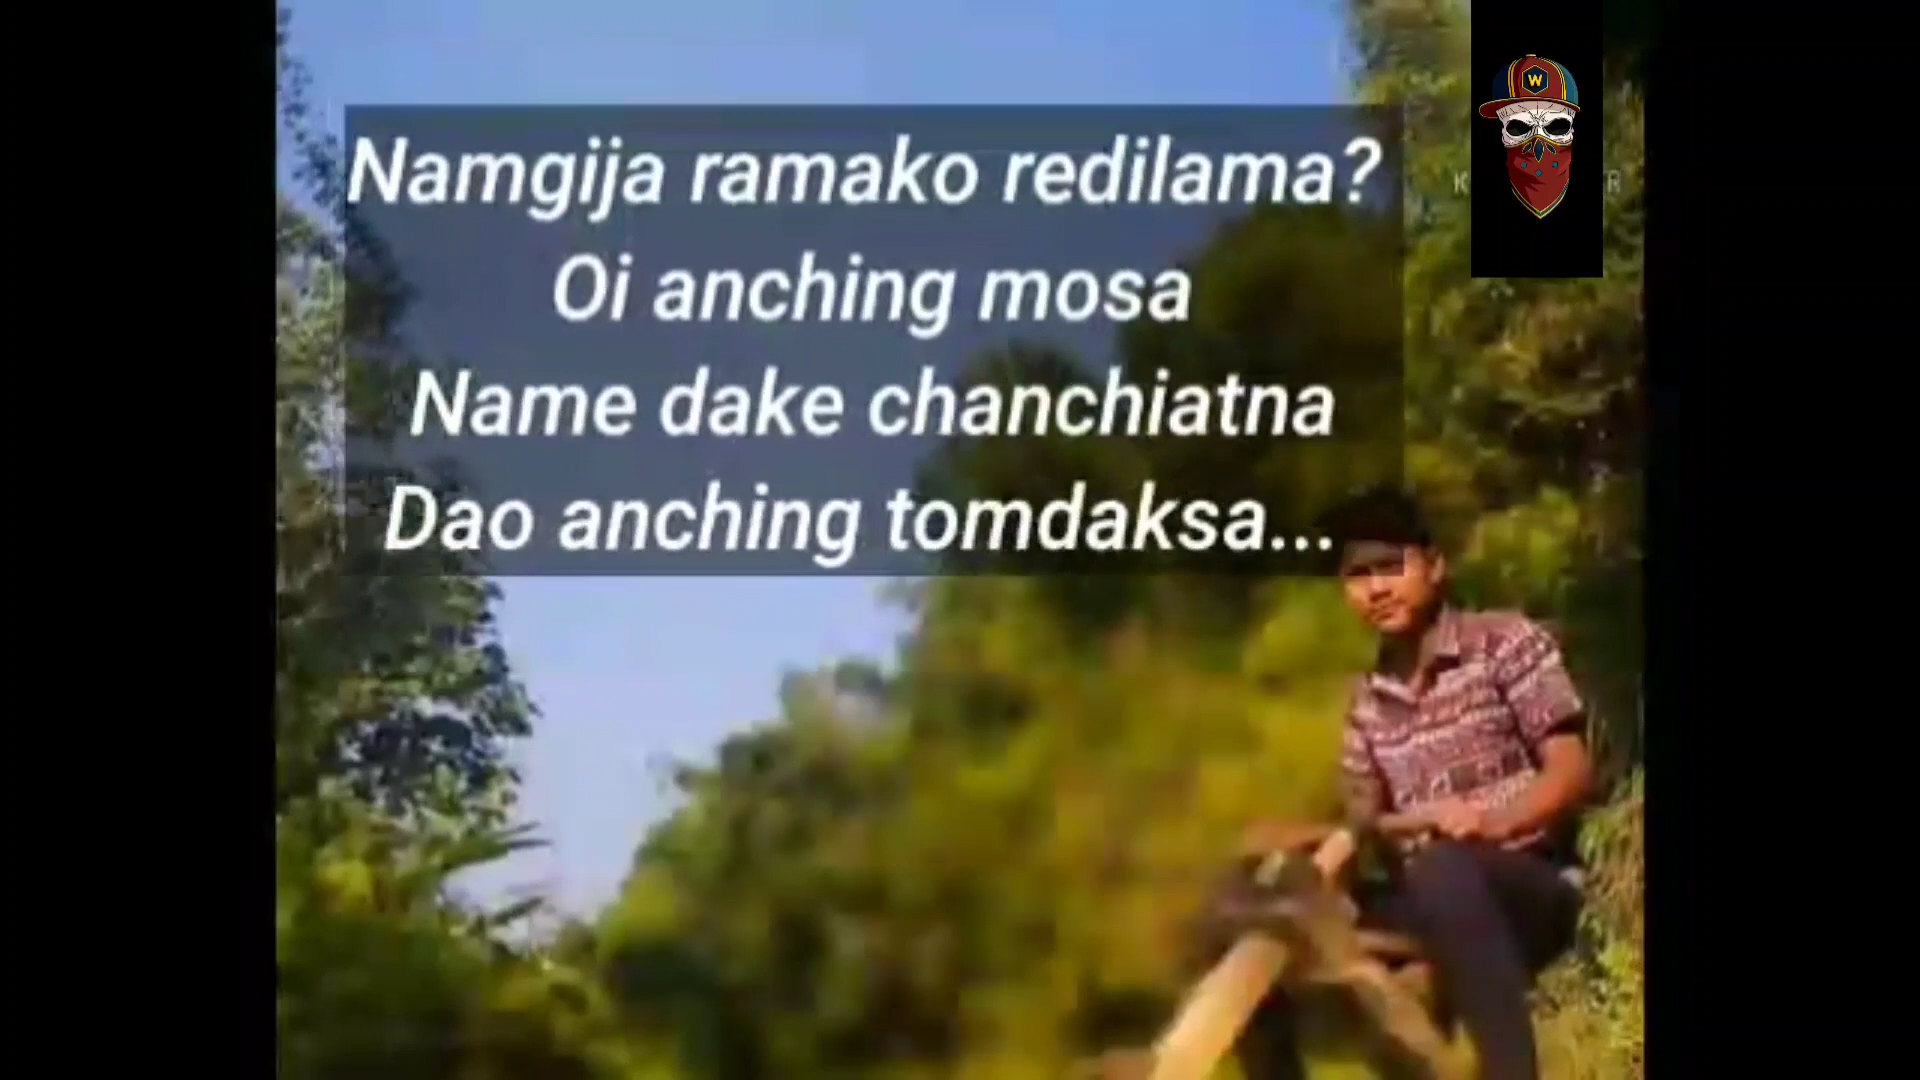 Namgija ramako redilama?
Oi anching mosa
Name dake chanchiatna
Dao anching tomdaksa...
W